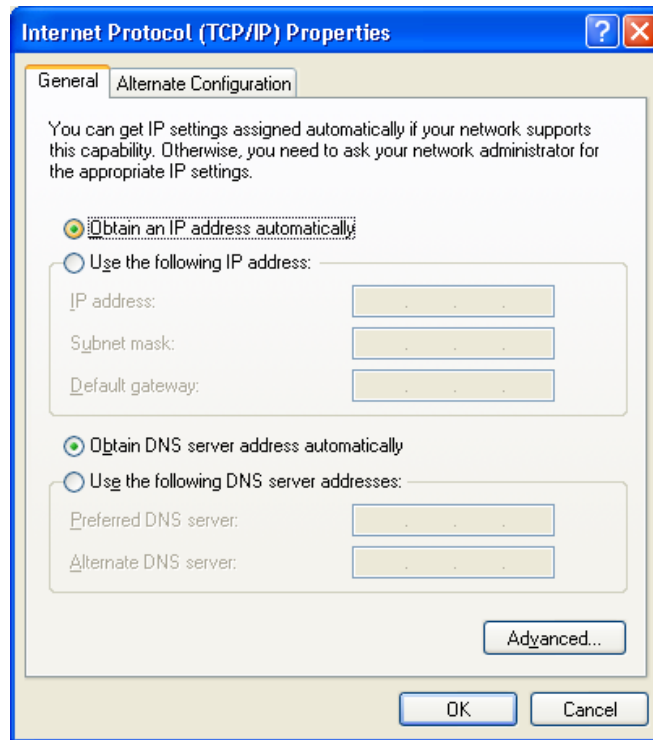 Internet Protocol (TCP/IP) Properties
General
Alternate Configuration
You can get IP settings assigned automatically if your network supports
this capability. Otherwise, you need to ask your network administrator for
the appropriate IP settings.
Obtain an IP address automatically
Use the following IP address:
IP address:
Subnet mask:
Default gateway:
Obtain DNS server address automatically
Use the following DNS server addresses:
Preferred DNS server:
Alternate DNS server:
Advanced...
OK
Cancel